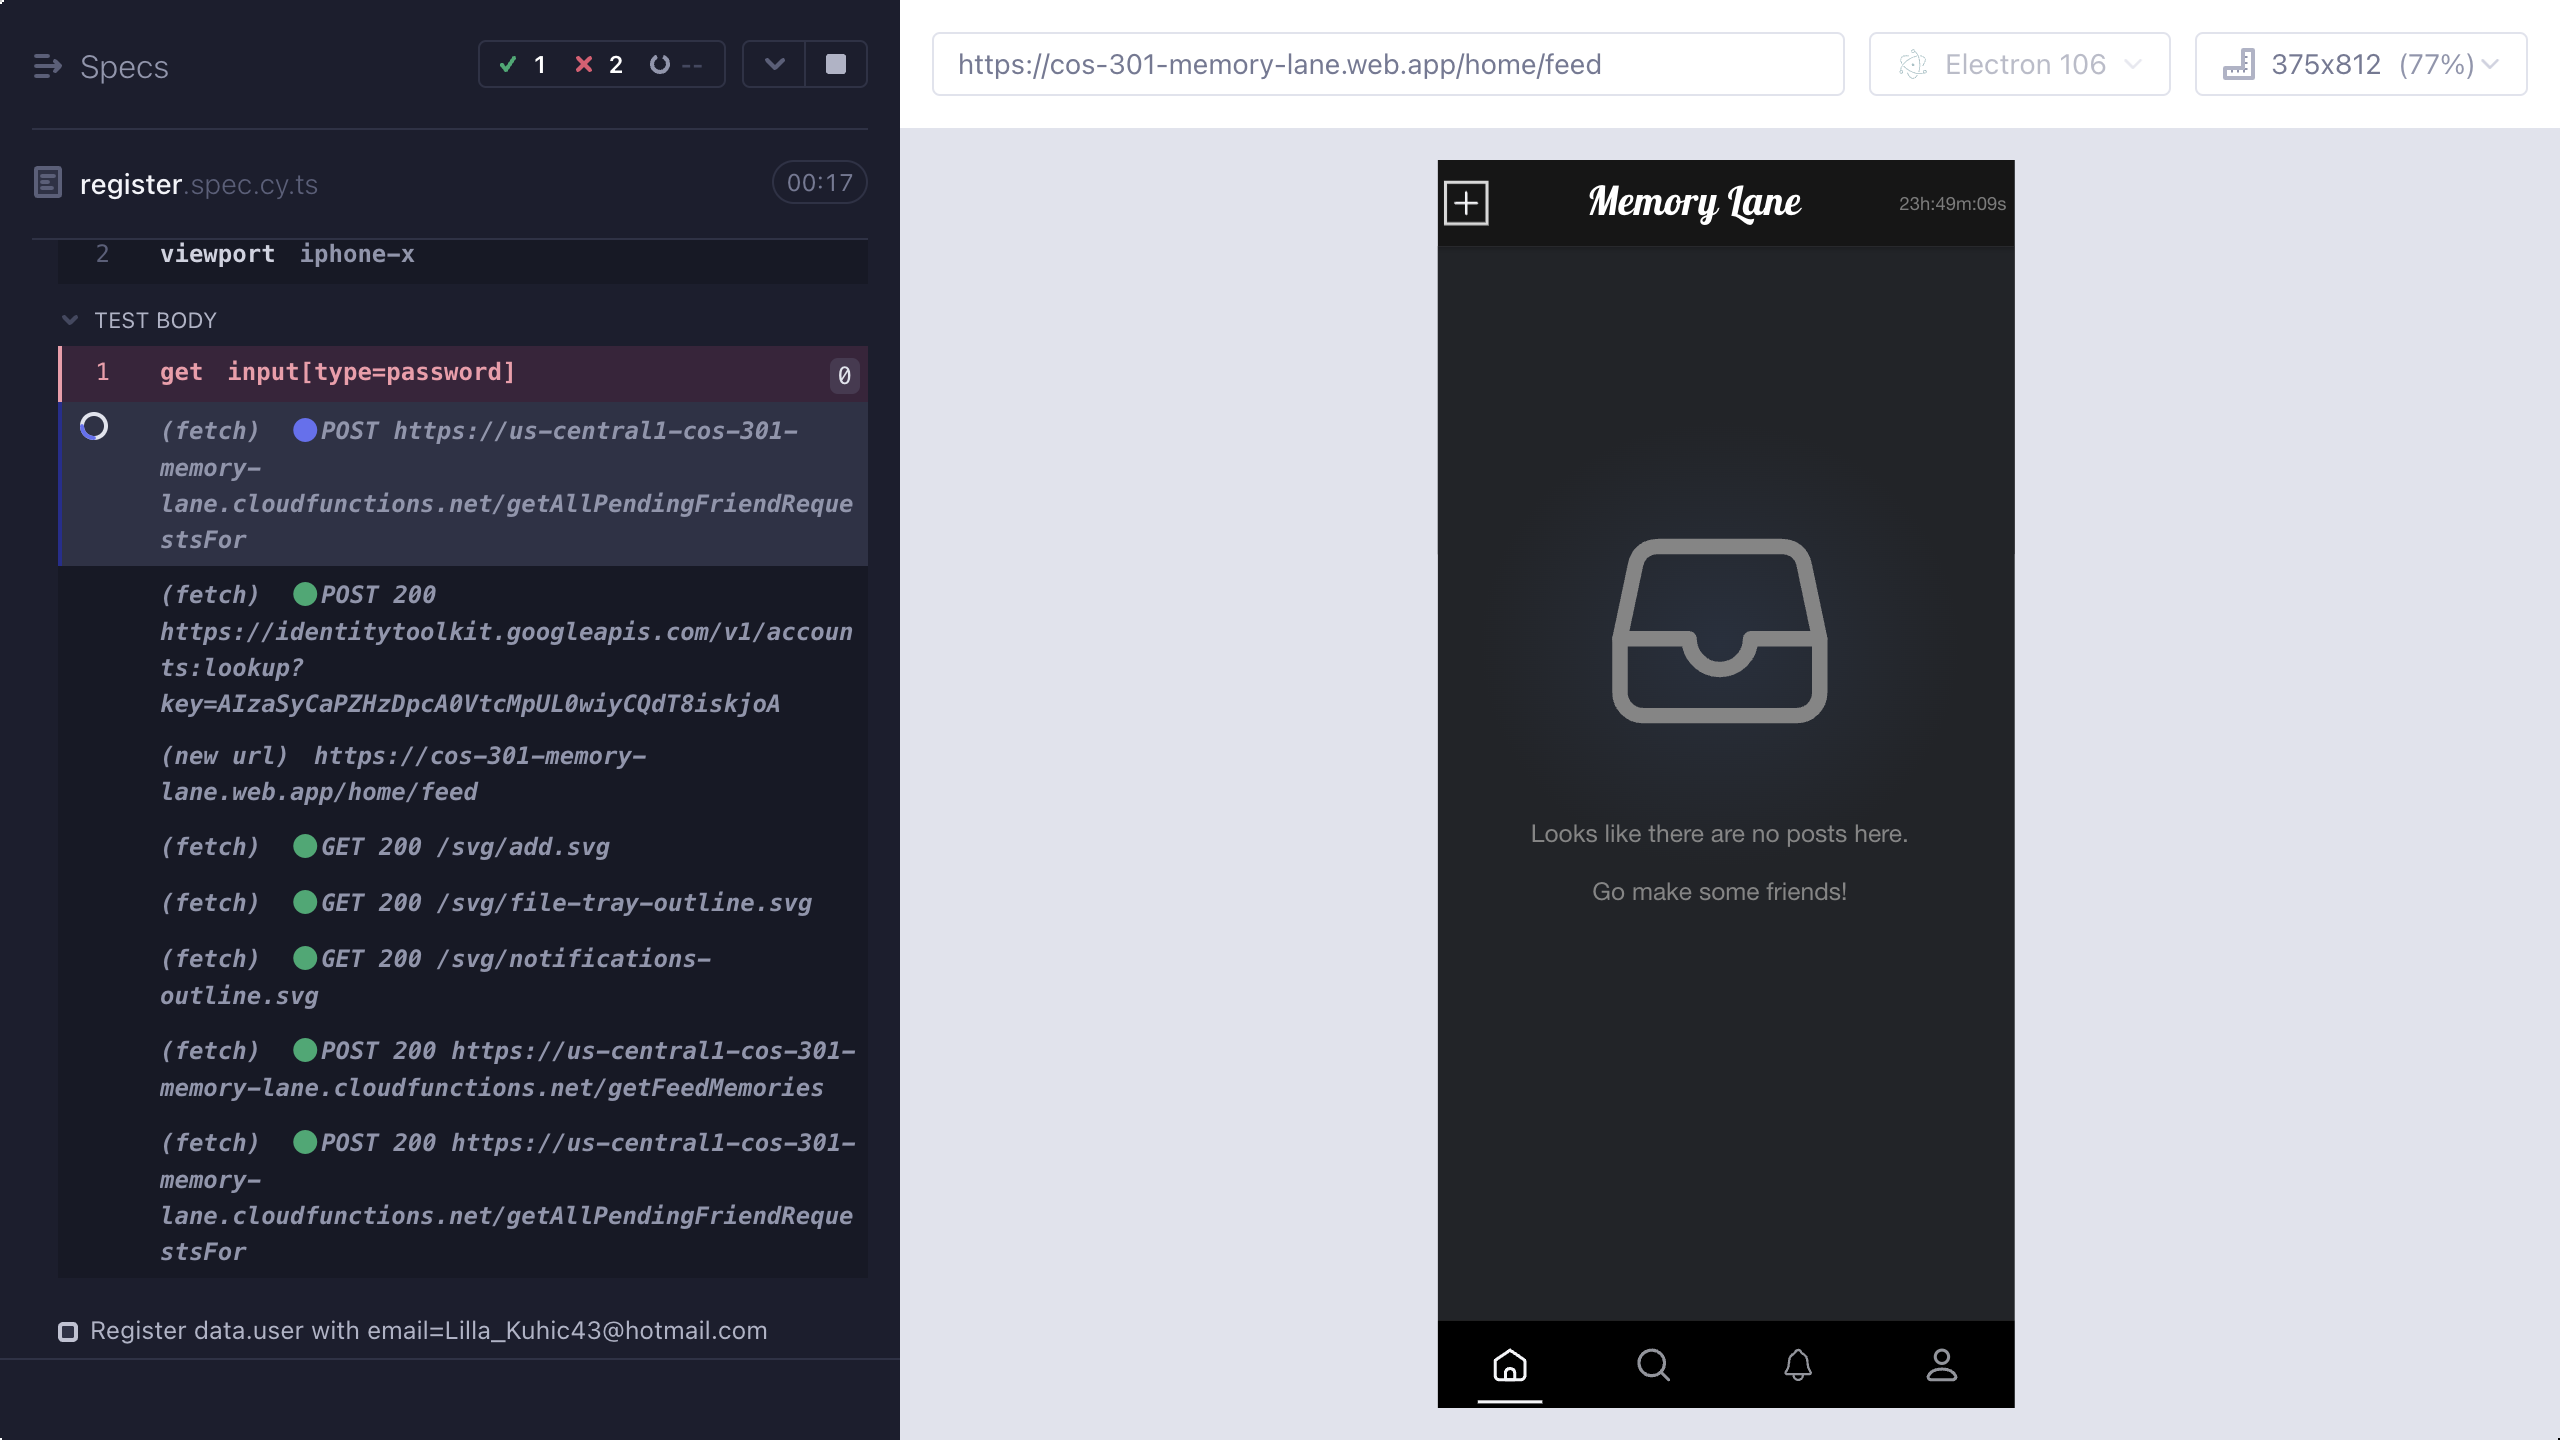 Specs
1
2
--
register.spec.cy.ts
00:17
2 viewport iphone-x
TEST BODY
1 get input[type=password] 0
(fetch) POST https://us-central1-cos-301-
memory-
lane.cloudfunctions.net/getAllPendingFriendReque
stsFor
(fetch) POST 200
https://identitytoolkit.googleapis.com/v1/accoun
ts:lookup?
key=AIzaSyCaPZHzDpcA0VtcMpUL0wiyCQdT8iskjoA
(new url) https://cos-301-memory-
lane.web.app/home/feed
(fetch) GET 200 /svg/add.svg
(fetch) GET 200 /svg/file-tray-outline.svg
(fetch) GET 200 /svg/notifications-
outline.svg
(fetch) POST 200 https://us-central1-cos-301-
memory-lane.cloudfunctions.net/getFeedMemories
(fetch) POST 200 https://us-central1-cos-301-
memory-
lane.cloudfunctions.net/getAllPendingFriendReque
stsFor
Register data.user with email=Lilla_Kuhic43@hotmail.com
https://cos-301-memory-lane.web.app/home/feed
Electron 106
375x812 (77%)
Memory Lane
23h:49m:09s
Looks like there are no posts here.
Go make some friends!